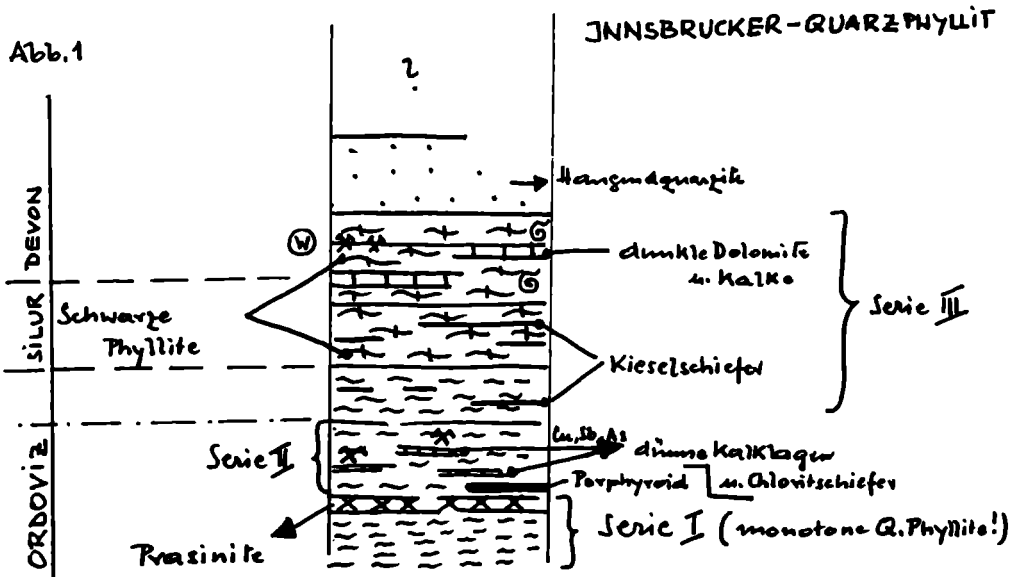 Abb.1
INNSBRUCKER-QUARZPHYLLIT
?
Hangendquarzite
DEVON
W
G
dunkle Dolomite
u. Kalke
G
Serie III
SILUR
Schwarze
Phyllite
Kieselschiefer
ORDOVIZ
Serie II
Cu, Sb, As
dünne Kalklagen
Porphyroid u. Chloritschiefer
Serie I (monotone Q. Phyllite!)
Prasinite